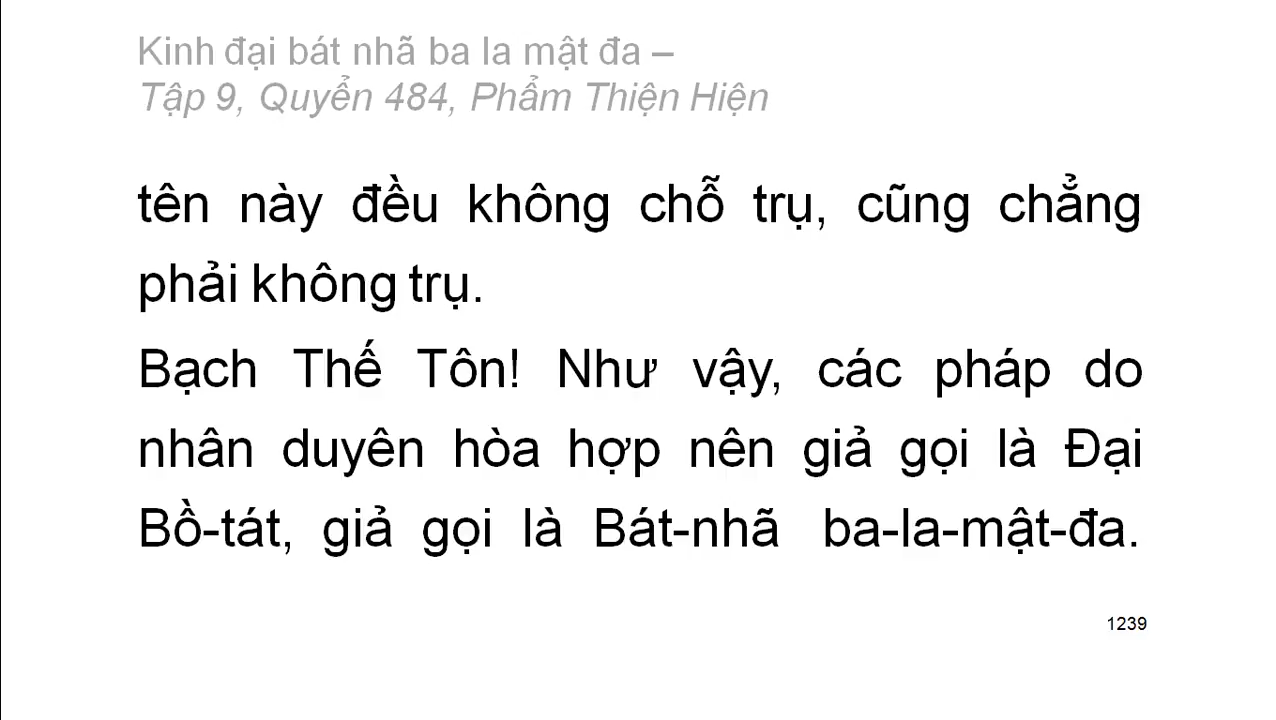 Kinh đại bát nhã ba la mật đa –
Tập 9, Quyển 484, Phẩm Thiện Hiện
tên này đều không chỗ trụ, cũng chẳng
phải không trụ.
Bạch Thế Tôn! Như vậy, các pháp do
nhân duyên hòa hợp nên giả gọi là Đại
Bồ-tát, giả gọi là Bát-nhã ba-la-mật-đa.
1239